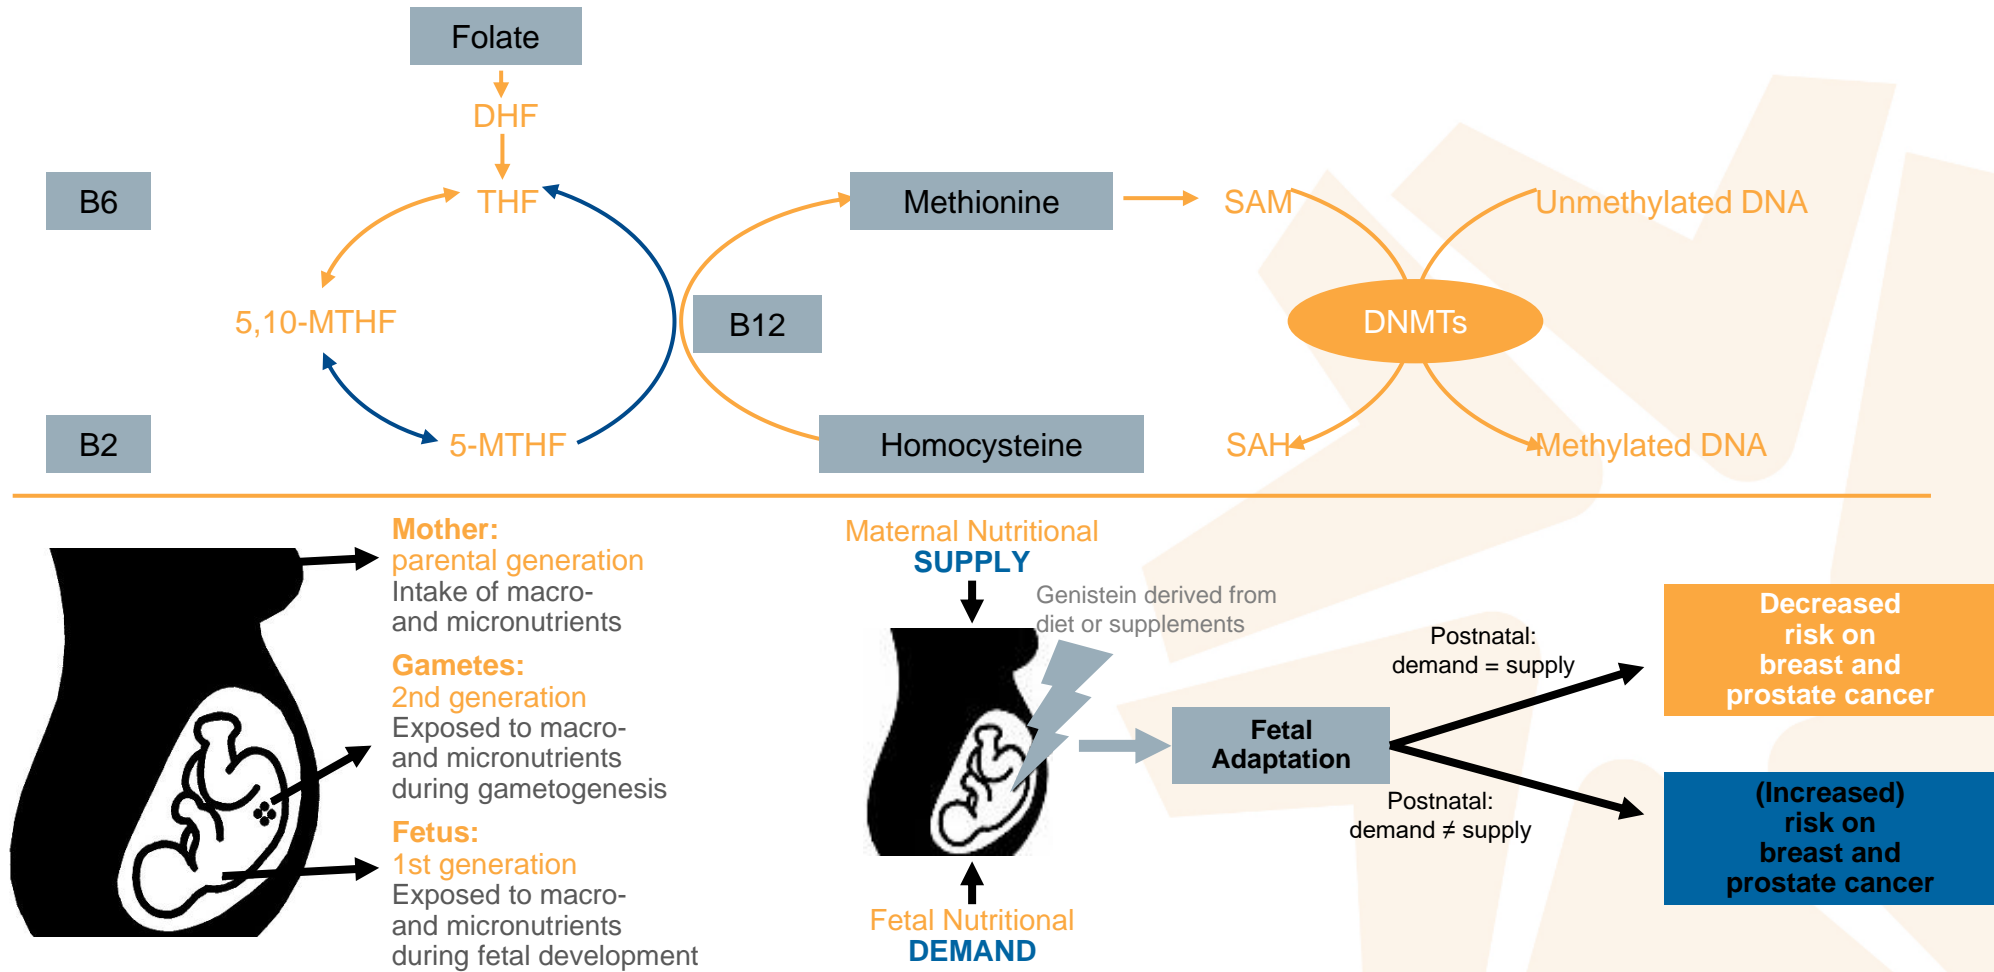 Folate
DHF
B6
THF
Methionine
SAM
Unmethylated DNA
5,10-MTHF
B12
DNMTs
B2
5-MTHF
Homocysteine
SAH
Methylated DNA
Mother:
parental generation
Intake of macro-
and micronutrients
Gametes:
2nd generation
Exposed to macro-
and micronutrients
during gametogenesis
Fetus:
1st generation
Exposed to macro-
and micronutrients
during fetal development
Maternal Nutritional
SUPPLY
Genistein derived from
diet or supplements
Fetal Nutritional
DEMAND
Fetal
Adaptation
Postnatal:
demand = supply
Postnatal:
demand ≠ supply
Decreased
risk on
breast and
prostate cancer
(Increased)
risk on
breast and
prostate cancer